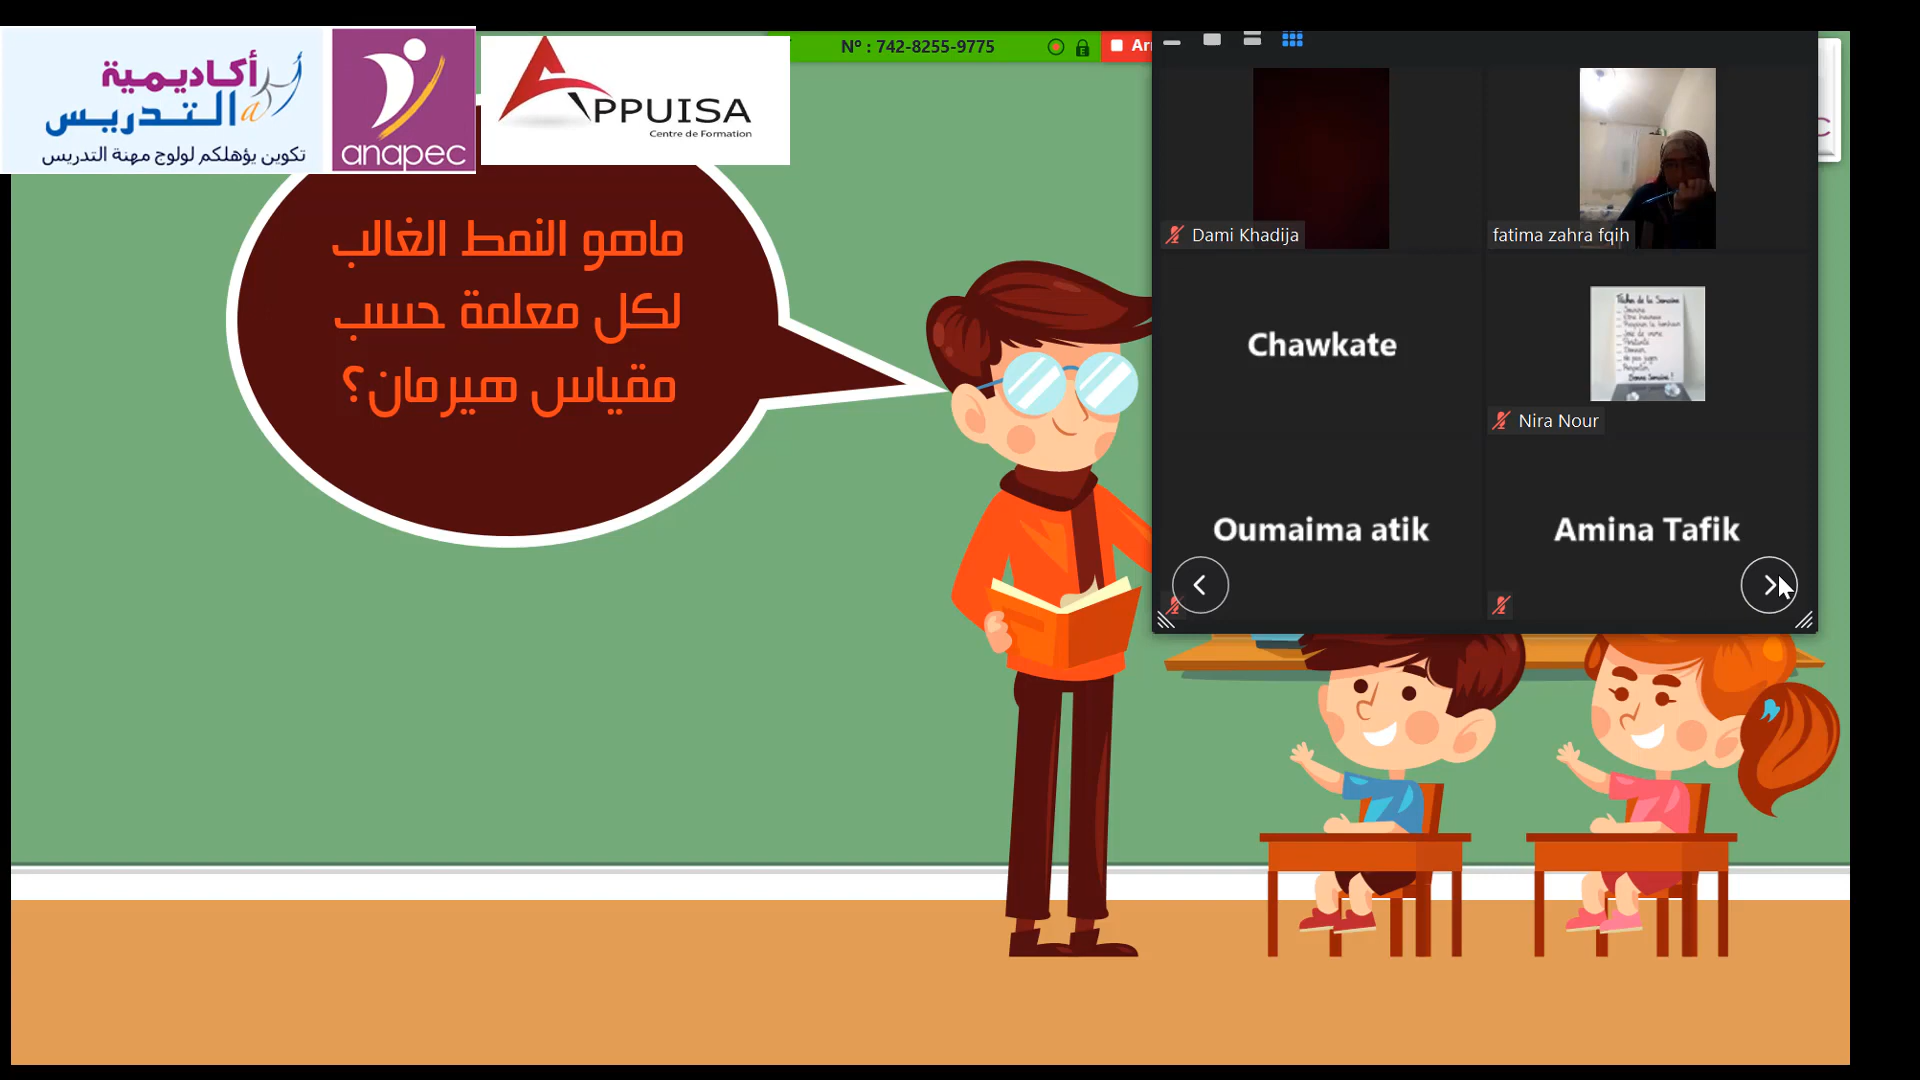 أكاديمية
التدريس
تكوين يؤهلكم لولوج مهنة التدريس
anapec
APPUISA
Centre de Formation
Nº : 742-8255-9775
ماهو النمط الغالب
لكل معلمة حسب
مقياس هيرمان؟
Dami Khadija
fatima zahra fqih
Chawkate
Nira Nour
Oumaima atik
Amina Tafik